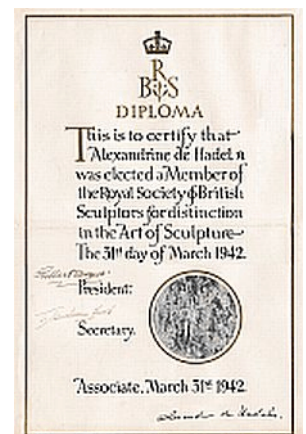 R
B S
DIPLOMA
This is to certify that
Alexandrine de Hadeln
was elected a Member of
the Royal Society of British
Sculptors for distinction
in the Art of Sculpture
The 31st day of March 1942.
President:
Secretary.
Associate, March 31st 1942.